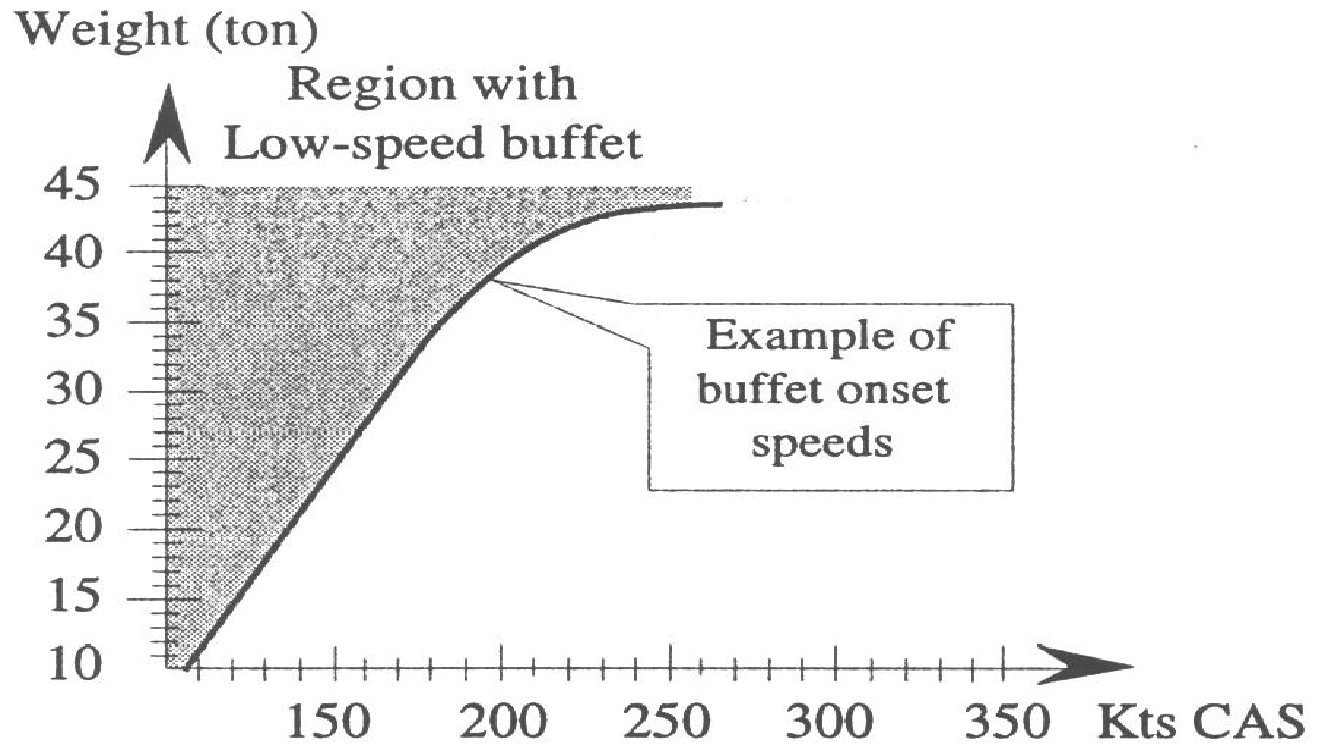 Weight (ton)
Region with
Low-speed buffet
45
40
35
30
25
20
15
10
Example of
buffet onset
speeds
150 200 250 300 350 Kts CAS